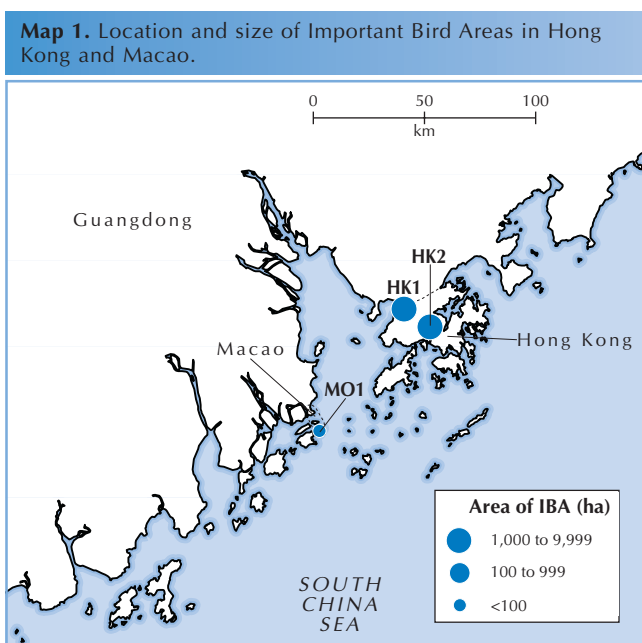 Map 1. Location and size of Important Bird Areas in Hong
Kong and Macao.
0 50 100
km
Guangdong
HK2
HK1
Hong Kong
Macao
MO1
Area of IBA (ha)
1,000 to 9,999
100 to 999
<100
SOUTH
CHINA
SEA